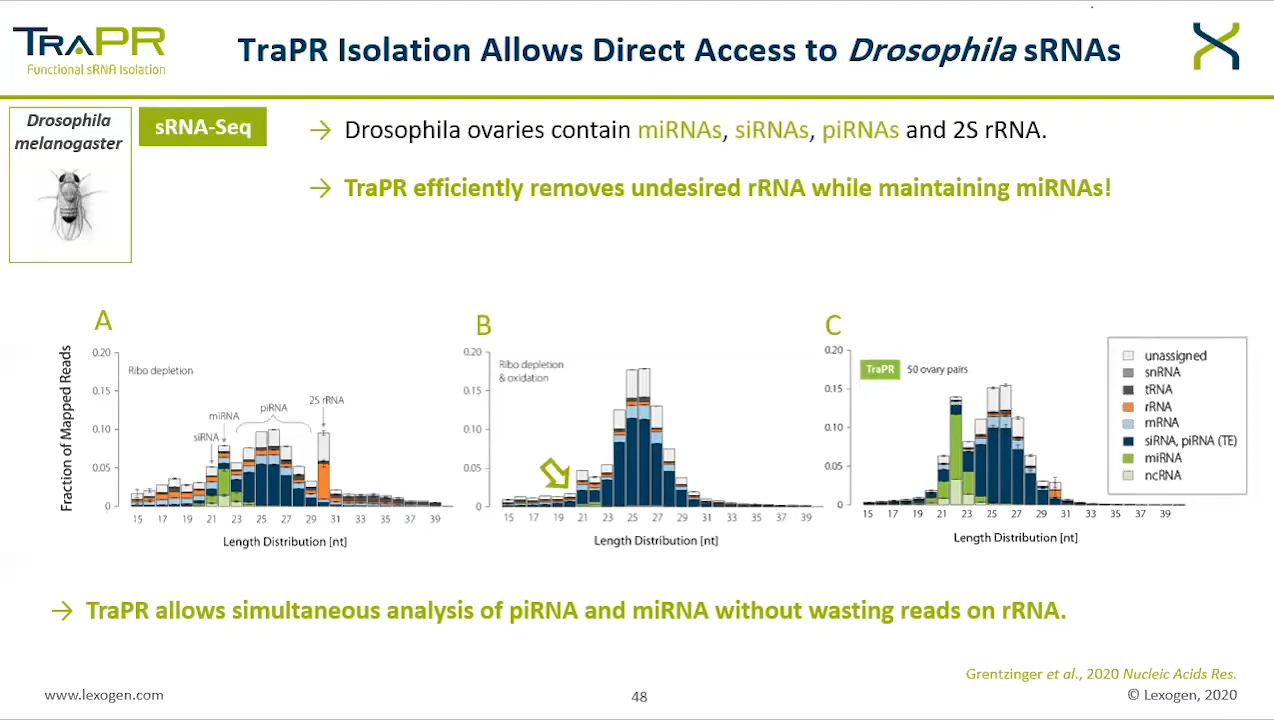 TRAPR
Functional sRNA Isolation
TraPR Isolation Allows Direct Access to Drosophila sRNAs
Drosophila
melanogaster
sRNA-Seq
→ Drosophila ovaries contain miRNAs, siRNAs, piRNAs and 2S rRNA.
→ TraPR efficiently removes undesired rRNA while maintaining miRNAs!
A
Fraction of Mapped Reads
0.20
0.15
0.10
0.05
0
Ribo depletion
siRNA
miRNA
piRNA
2S rRNA
15 17 19 21 23 25 27 29 31 33 35 37 39
Length Distribution [nt]
B
0.20
0.15
0.10
0.05
0
Ribo depletion
& oxidation
15 17 19 21 23 25 27 29 31 33 35 37 39
Length Distribution [nt]
C
0.20
0.15
0.10
0.05
0
TraPR 50 ovary pairs
15 17 19 21 23 25 27 29 31 33 35 37 39
Length Distribution [nt]
unassigned
snRNA
tRNA
rRNA
mRNA
siRNA, piRNA (TE)
miRNA
ncRNA
→ TraPR allows simultaneous analysis of piRNA and miRNA without wasting reads on rRNA.
Grentzinger et al., 2020 Nucleic Acids Res.
www.lexogen.com
48
© Lexogen, 2020